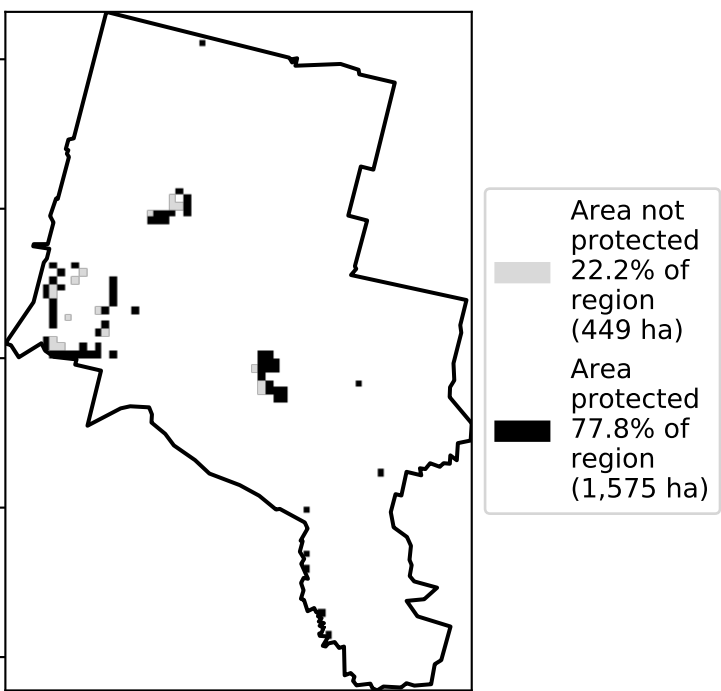 Area not
protected
22.2% of
region
(449 ha)
Area
protected
77.8% of
region
(1,575 ha)